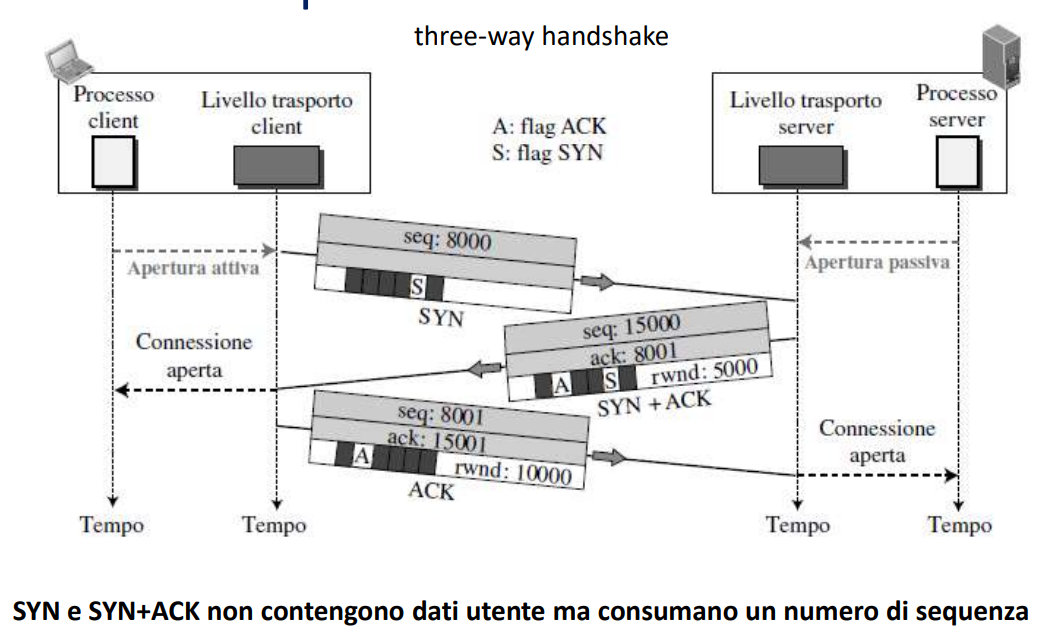 three-way handshake
Processo
client
Livello trasporto
client
A: flag ACK
S: flag SYN
Livello trasporto
server
Processo
server
seq: 8000
S
SYN
Apertura attiva
Apertura passiva
seq: 15000
ack: 8001
A S rwnd: 5000
SYN + ACK
Connessione
aperta
seq: 8001
ack: 15001
A rwnd: 10000
ACK
Connessione
aperta
Tempo
Tempo
Tempo
Tempo
SYN e SYN+ACK non contengono dati utente ma consumano un numero di sequenza